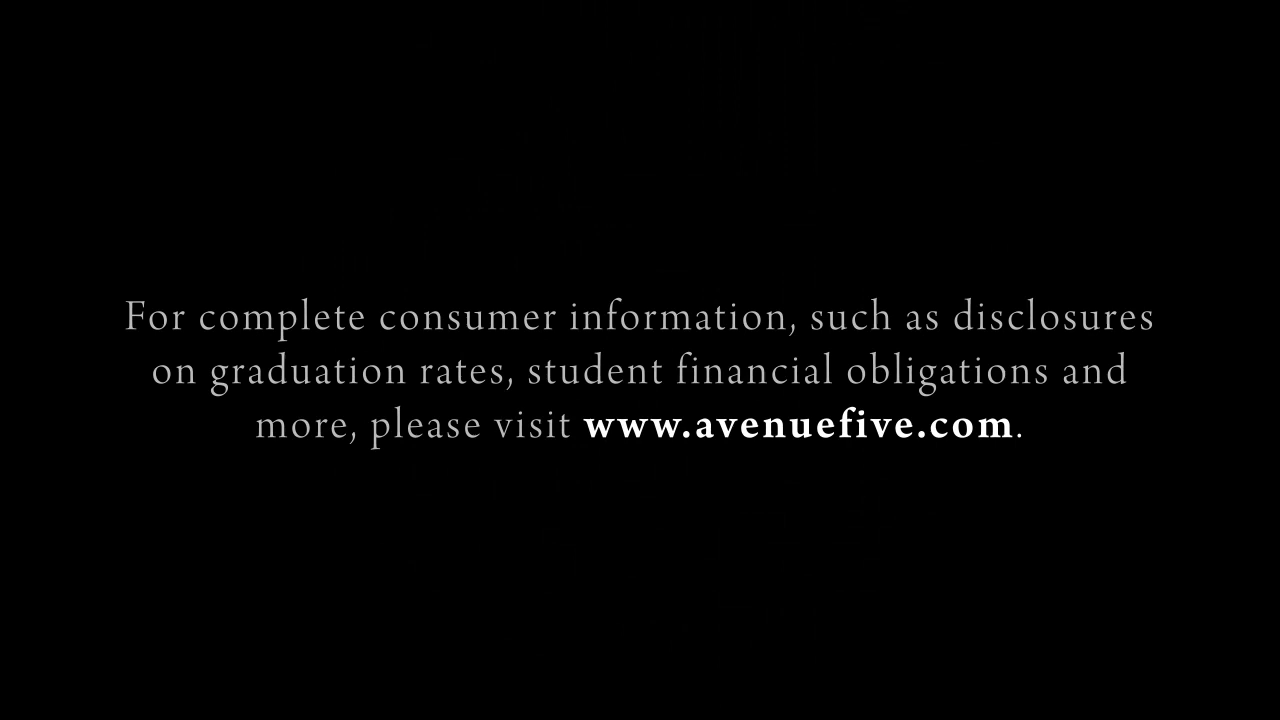 For complete consumer information, such as disclosures
on graduation rates, student financial obligations and
more, please visit www.avenuefive.com.